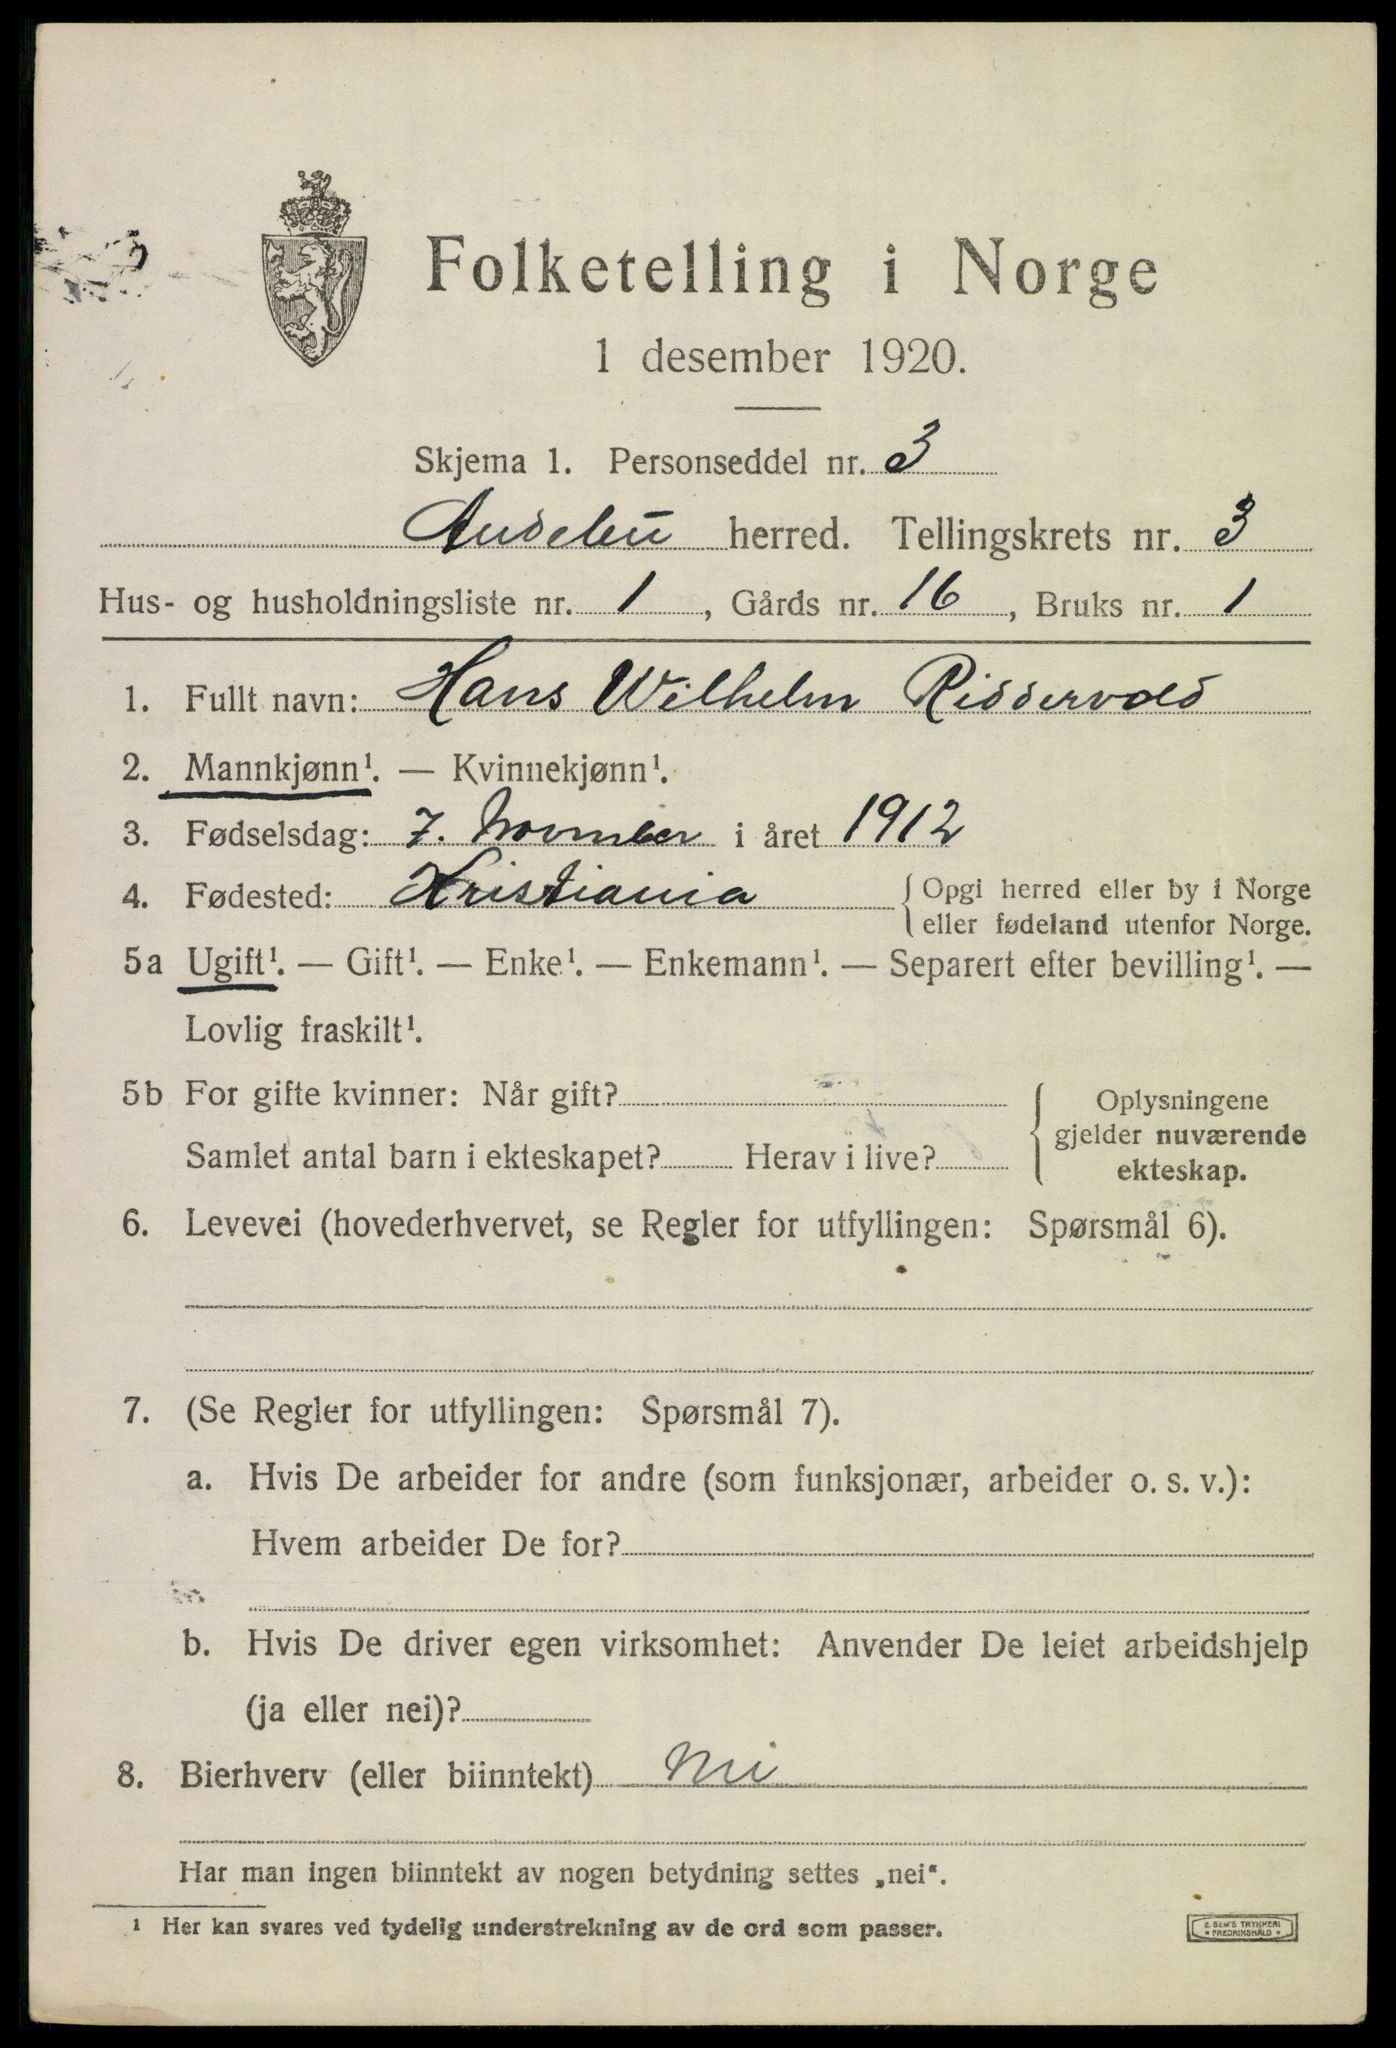 Folketelling i Norge
1 desember 1920.
Skjema 1. Personseddel nr. 3
Andebu herred. Tellingskrets nr. 3
Hus- og husholdningsliste nr. 1, Gårds nr. 16, Bruks nr. 1
1. Fullt navn: Hans Wilhelm Riddervold
2. Mannkjønn¹. — Kvinnekjønn¹.
3. Fødselsdag: 7. November i året 1912
4. Fødested: Kristiania { Opgi herred eller by i Norge
eller fødeland utenfor Norge.
5a Ugift¹. — Gift¹. — Enke¹. — Enkemann¹. — Separert efter bevilling¹. —
Lovlig fraskilt¹.
5b For gifte kvinner: Når gift?
Samlet antal barn i ekteskapet? Herav i live?
Oplysningene
gjelder nuværende
ekteskap.
6. Levevei (hovederhvervet, se Regler for utfyllingen: Spørsmål 6).
7. (Se Regler for utfyllingen: Spørsmål 7).
a. Hvis De arbeider for andre (som funksjonær, arbeider o. s. v.):
Hvem arbeider De for?
b. Hvis De driver egen virksomhet: Anvender De leiet arbeidshjelp
(ja eller nei)?
8. Bierhverv (eller biinntekt) Nei
Har man ingen biinntekt av nogen betydning settes „nei“.
¹ Her kan svares ved tydelig understrekning av de ord som passer.
E. SEM'S TRYKKERI
• FREDRIKSHALD •